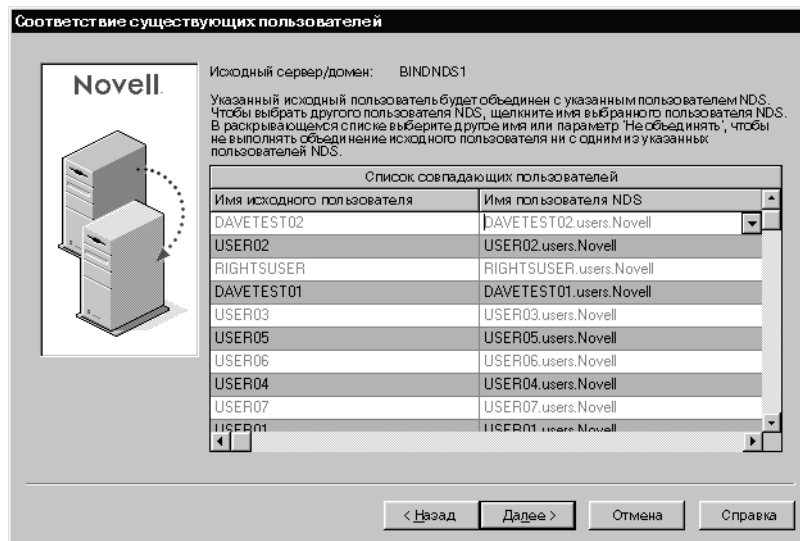 Соответствие существующих пользователей
Novell.
Исходный сервер/домен: BINDNDS1
Указанный исходный пользователь будет объединен с указанным пользователем NDS.
Чтобы выбрать другого пользователя NDS, щелкните имя выбранного пользователя NDS.
В раскрывающемся списке выберите другое имя или параметр 'Не объединять', чтобы
не выполнять объединение исходного пользователя ни с одним из указанных
пользователей NDS.
Список совпадающих пользователей
Имя исходного пользователя Имя пользователя NDS
DAVETEST02 DAVETEST02.users.Novell
USER02 USER02.users.Novell
RIGHTSUSER RIGHTSUSER.users.Novell
DAVETEST01 DAVETEST01.users.Novell
USER03 USER03.users.Novell
USER05 USER05.users.Novell
USER06 USER06.users.Novell
USER04 USER04.users.Novell
USER07 USER07.users.Novell
USER01 USER01.users.Novell
< Назад Далее > Отмена Справка